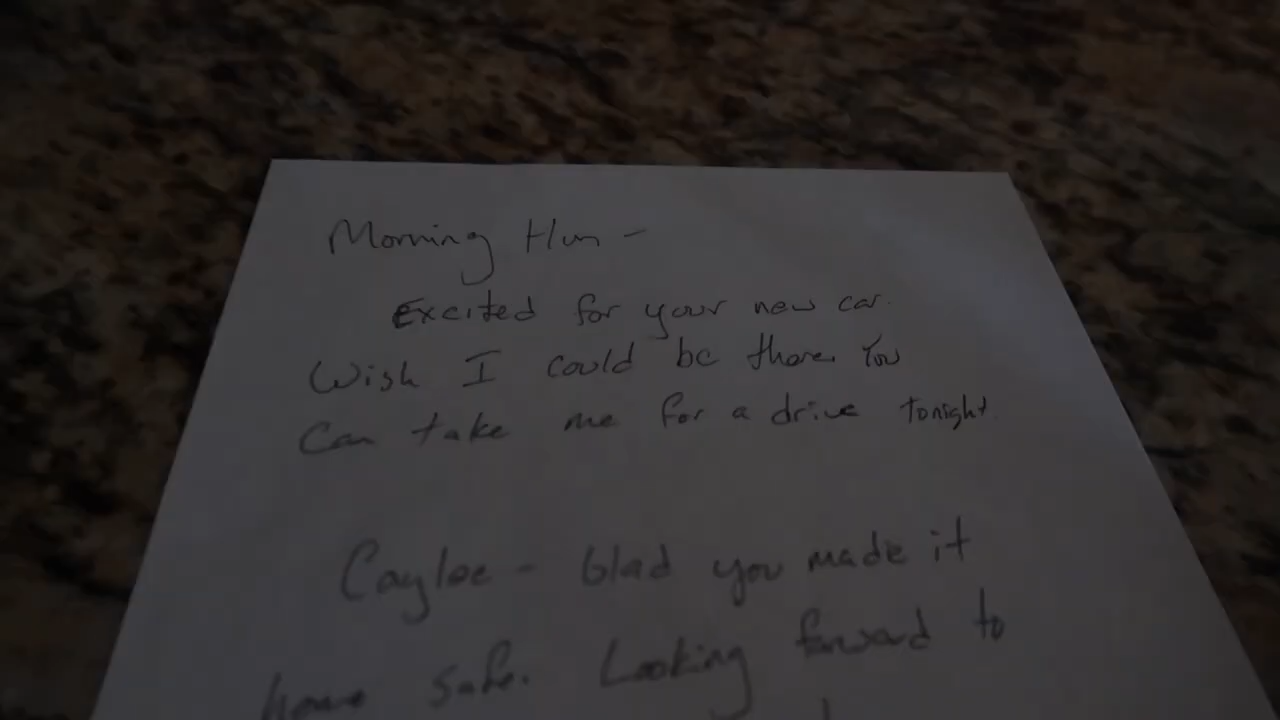 Morning Hun -
Excited for your new car.
Wish I could be there. You
can take me for a drive tonight.
Caylee - Glad you made it
home safe. Looking forward to